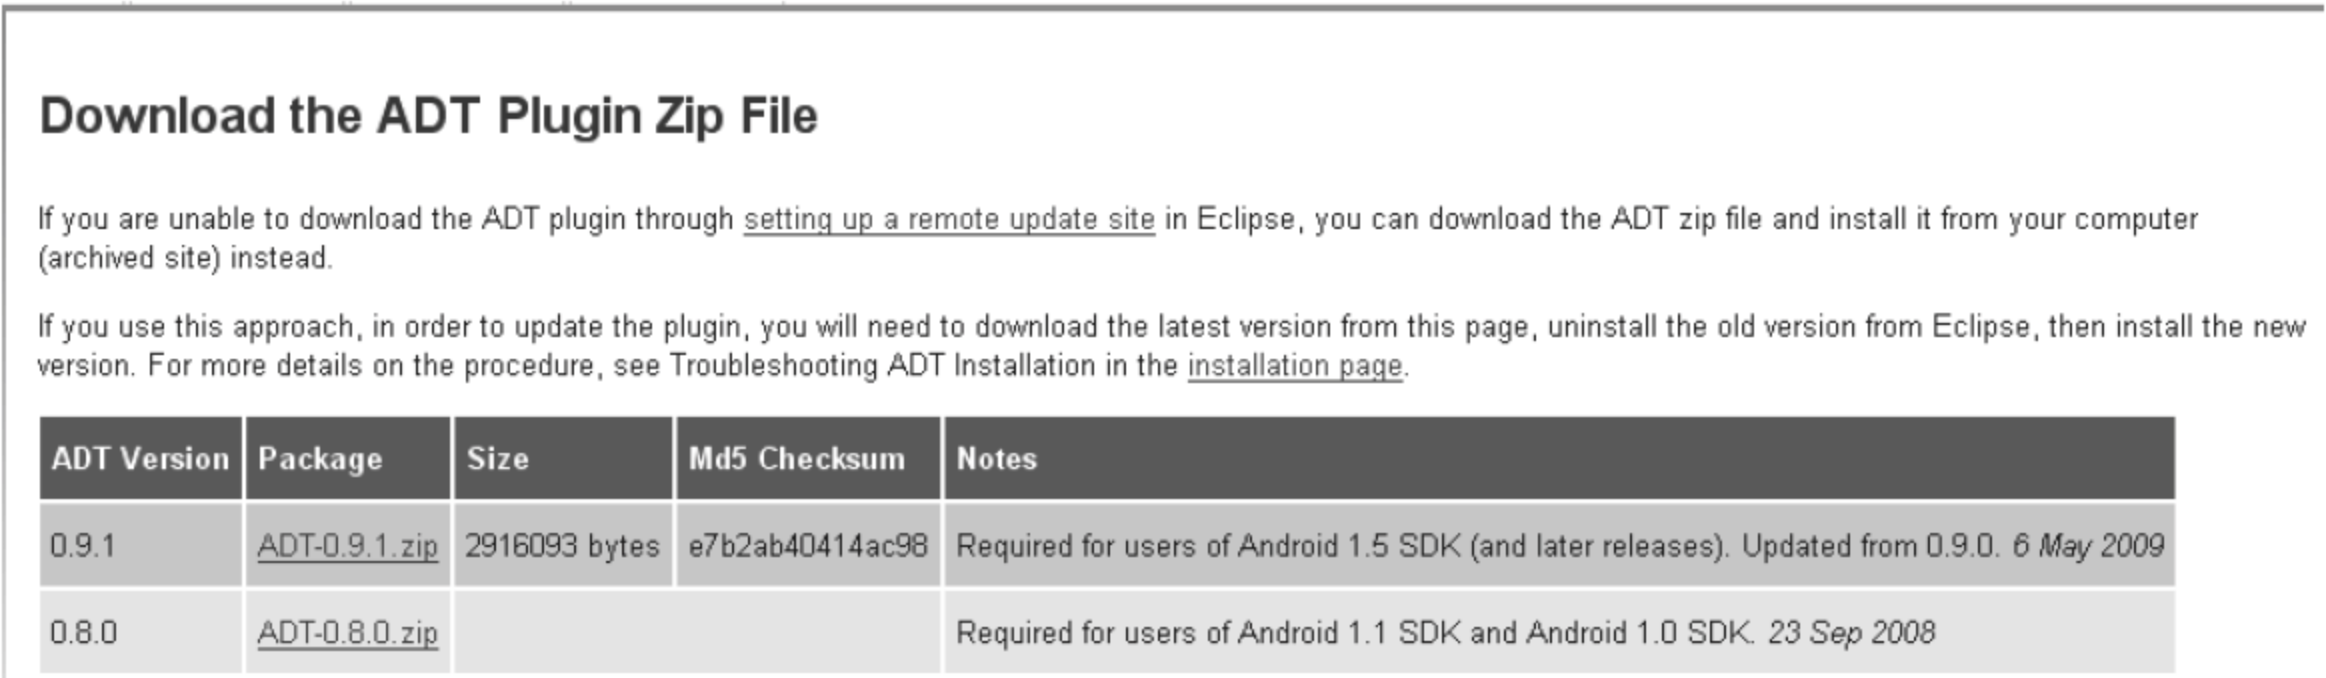 Download the ADT Plugin Zip File
If you are unable to download the ADT plugin through setting up a remote update site in Eclipse, you can download the ADT zip file and install it from your computer
(archived site) instead.
If you use this approach, in order to update the plugin, you will need to download the latest version from this page, uninstall the old version from Eclipse, then install the new
version. For more details on the procedure, see Troubleshooting ADT Installation in the installation page.
ADT Version Package Size Md5 Checksum Notes
0.9.1 ADT-0.9.1.zip 2916093 bytes e7b2ab40414ac98 Required for users of Android 1.5 SDK (and later releases). Updated from 0.9.0. 6 May 2009
0.8.0 ADT-0.8.0.zip Required for users of Android 1.1 SDK and Android 1.0 SDK. 23 Sep 2008